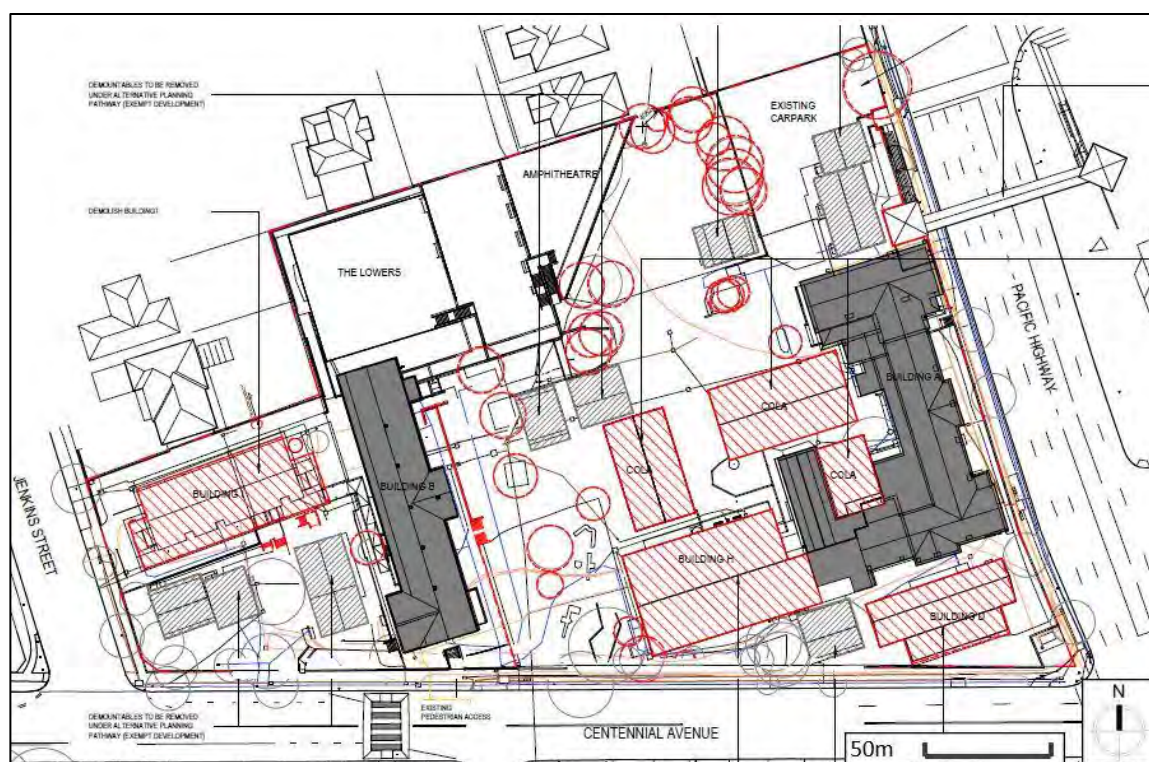 DEMOUNTABLES TO BE REMOVED
UNDER ALTERNATIVE PLANNING
PATHWAY (EXEMPT DEVELOPMENT)
EXISTING
CARPARK
AMPHITHEATRE
DEMOLISH BUILDING I
THE LOWERS
PACIFIC HIGHWAY
BUILDING A
COLA
COLA
COLA
BUILDING I
BUILDING B
JENKINS STREET
BUILDING H
BUILDING D
DEMOUNTABLES TO BE REMOVED
UNDER ALTERNATIVE PLANNING
PATHWAY (EXEMPT DEVELOPMENT)
EXISTING
PEDESTRIAN ACCESS
CENTENNIAL AVENUE
N
50m